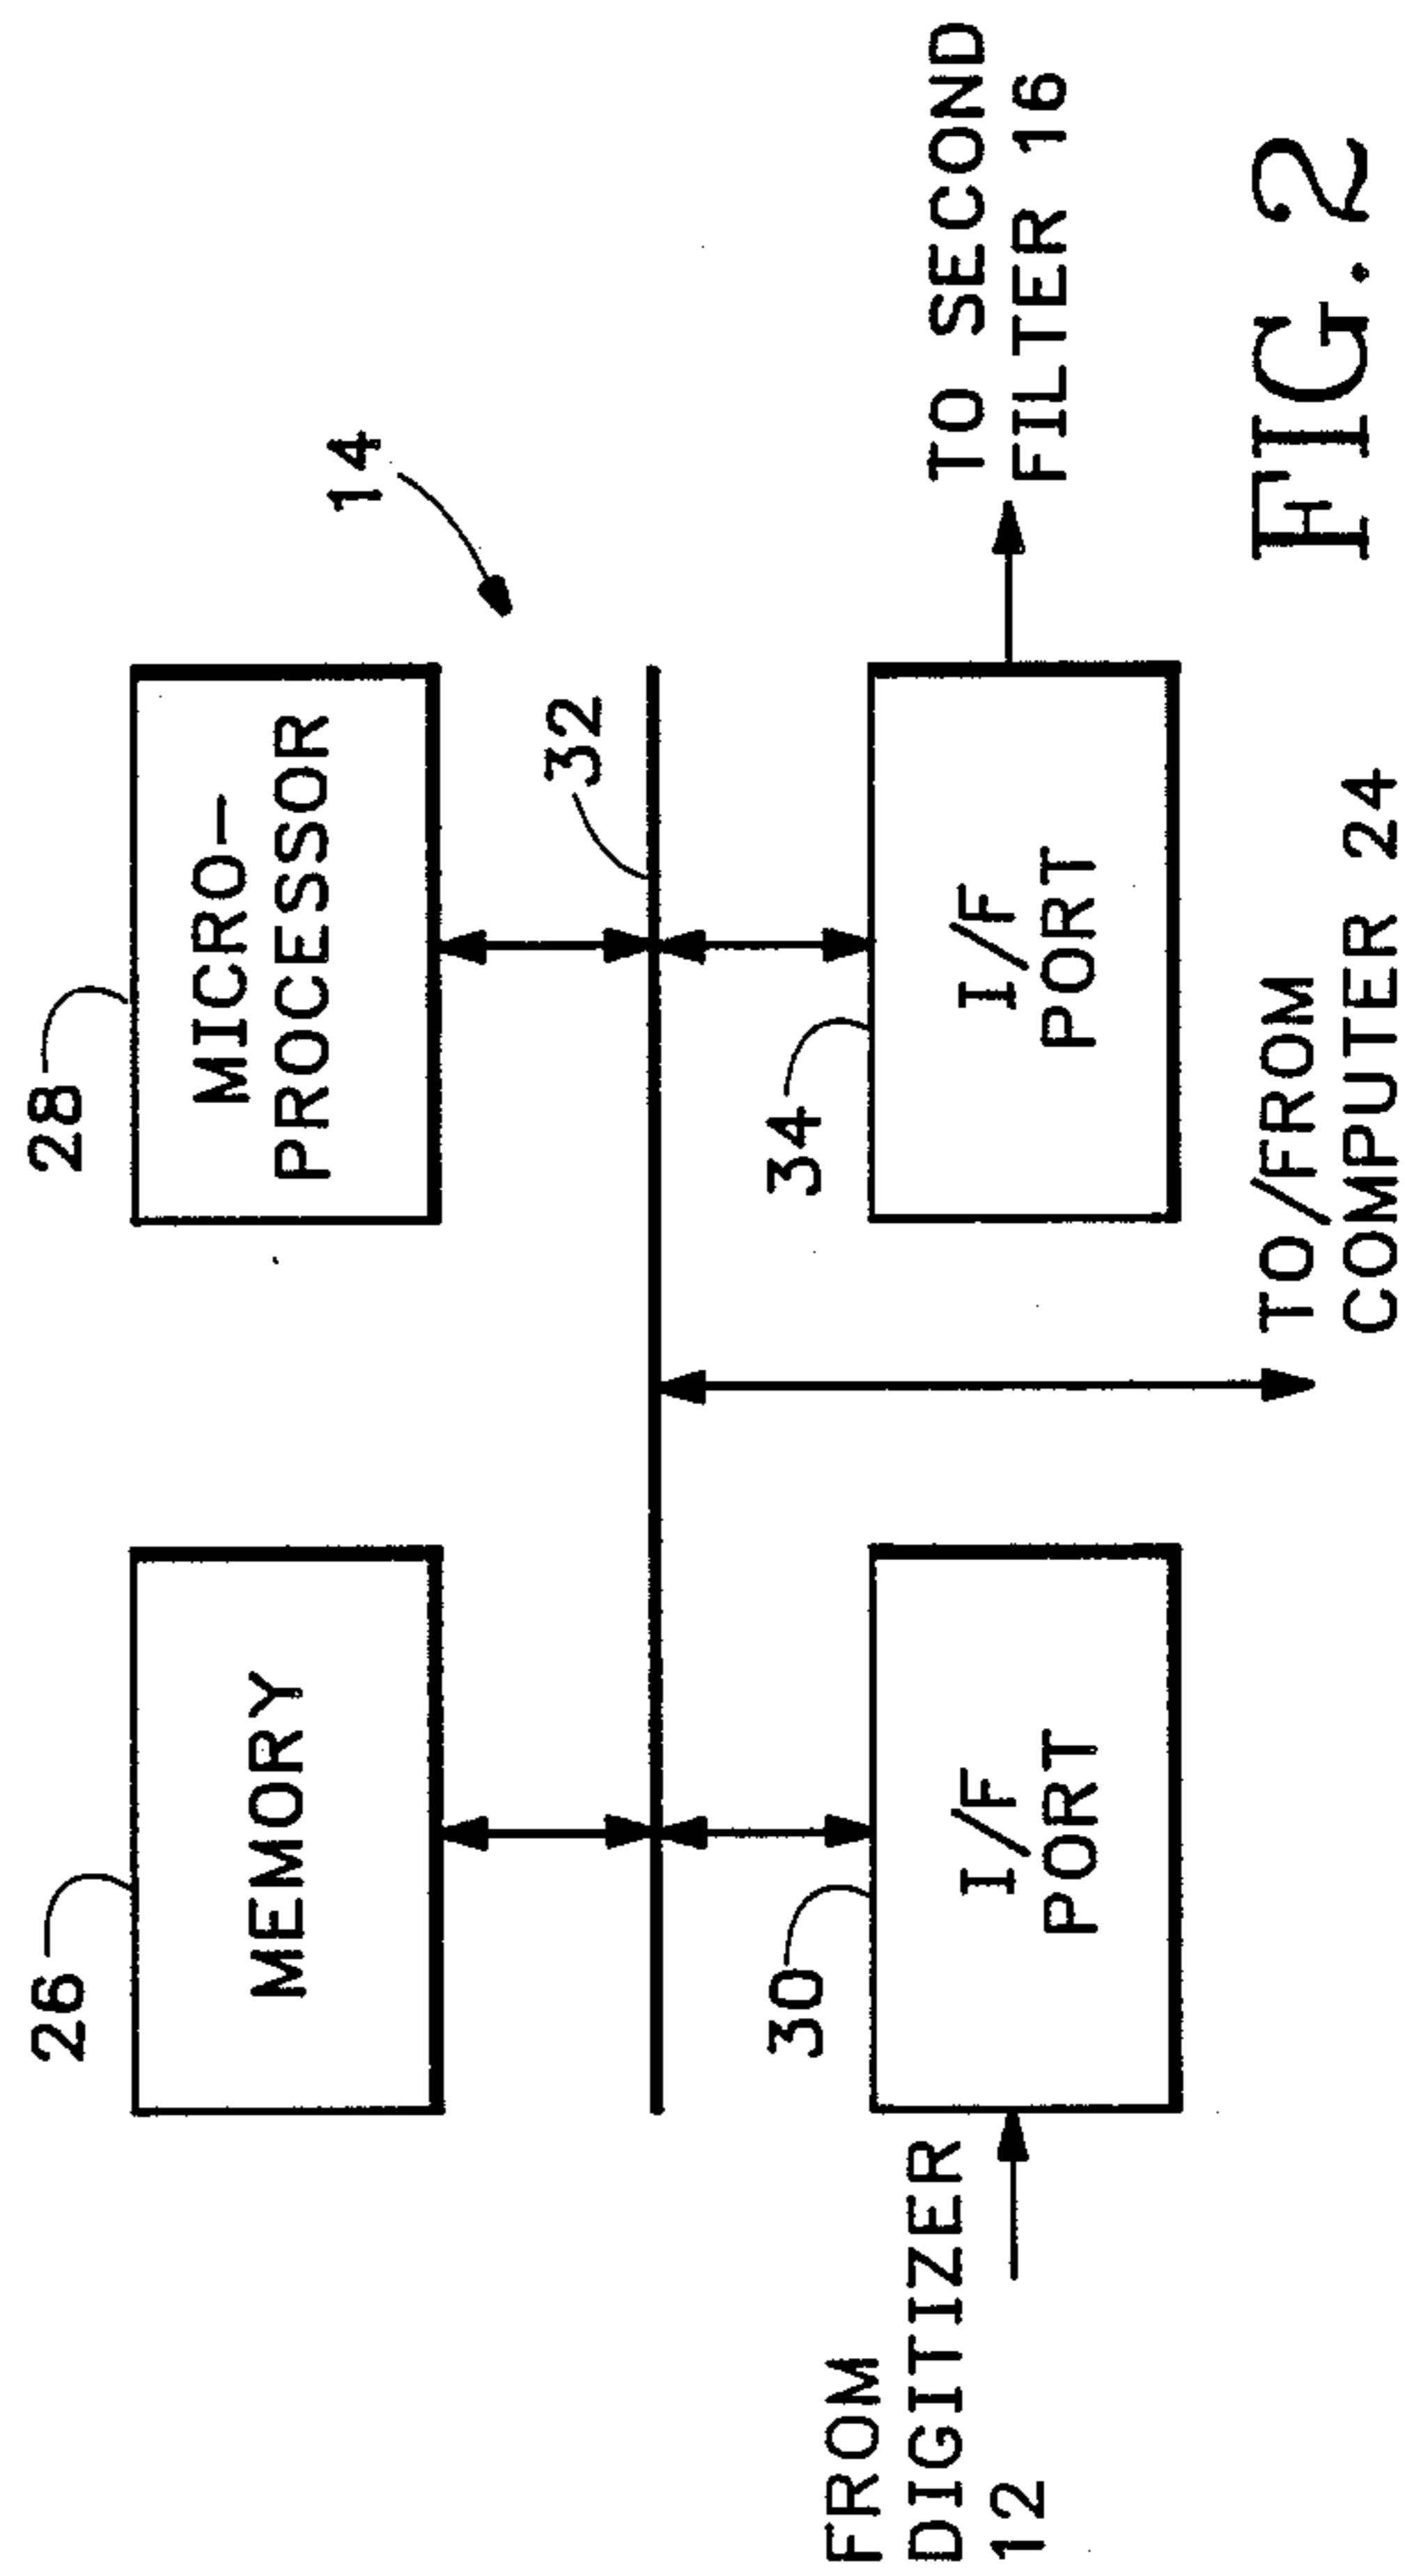 26
MEMORY
28
MICRO-
PROCESSOR
14
32
FROM
DIGITIZER
12
30
I/F
PORT
34
I/F
PORT
TO SECOND
FILTER 16
TO/FROM
COMPUTER 24
FIG. 2